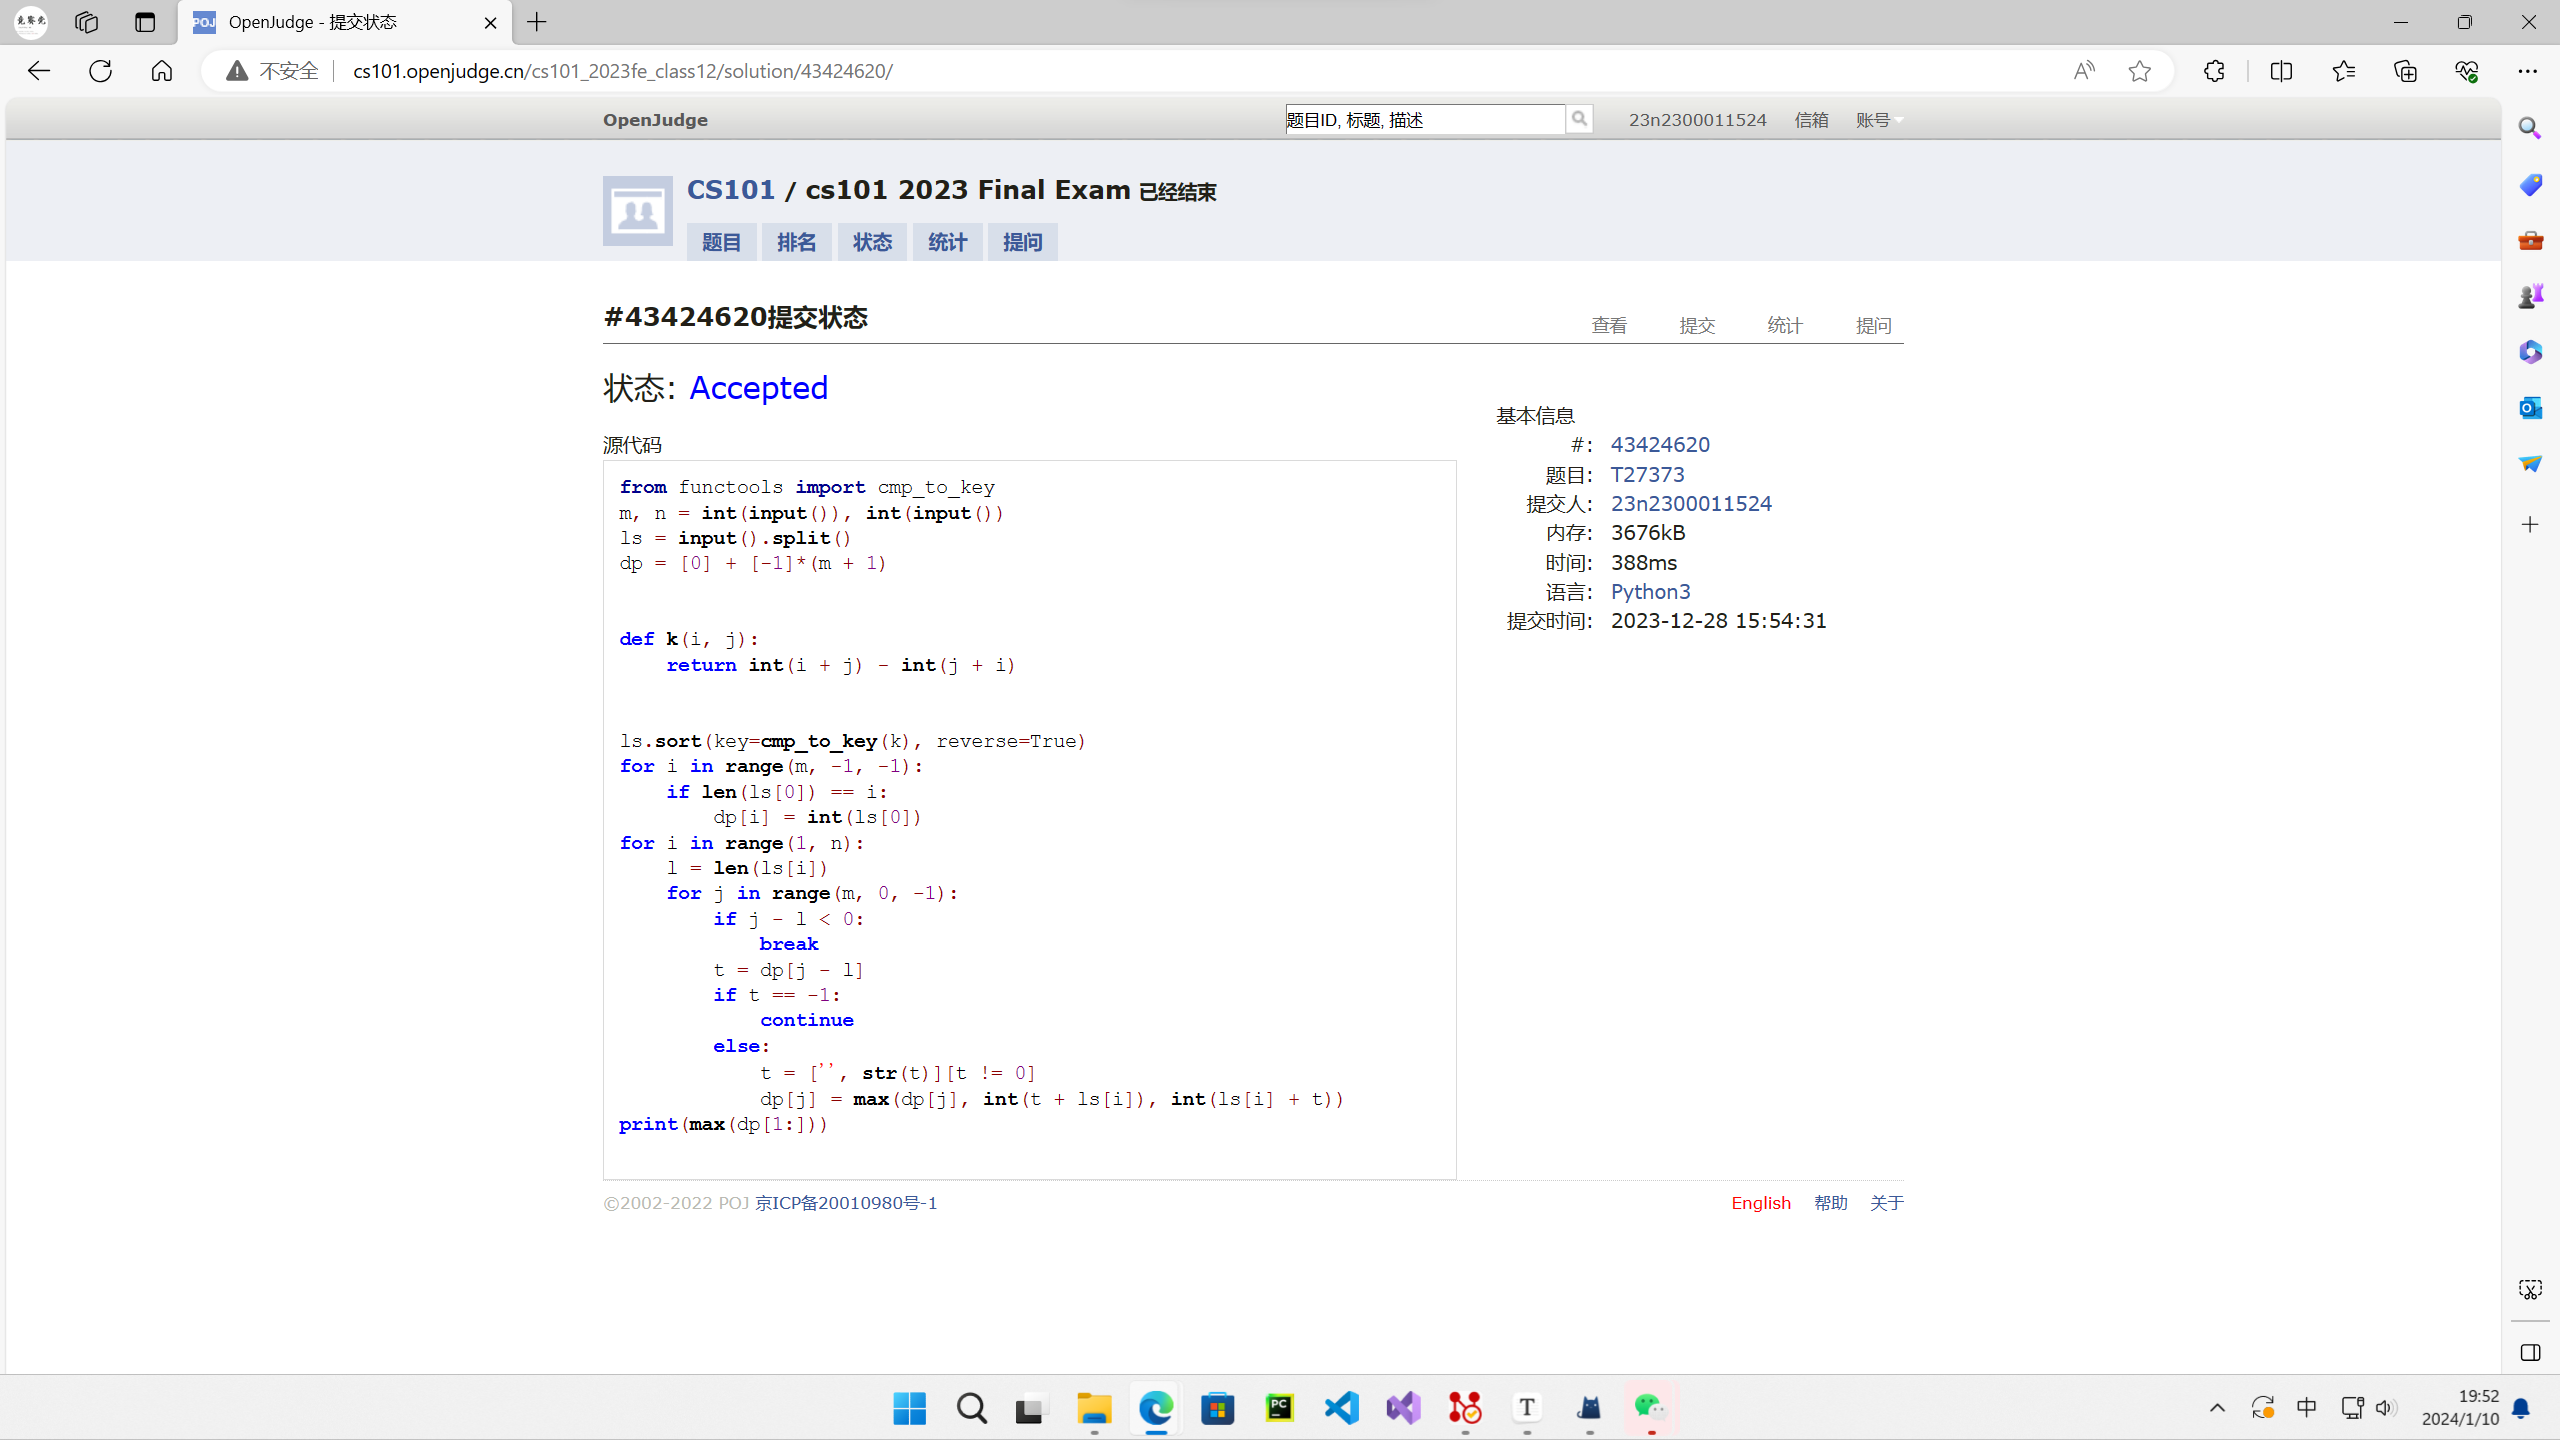 OpenJudge - 提交状态
不安全 cs101.openjudge.cn/cs101_2023fe_class12/solution/43424620/
OpenJudge 题目ID, 标题, 描述 23n2300011524 信箱 账号
CS101 / cs101 2023 Final Exam 已经结束
题目 排名 状态 统计 提问
#43424620提交状态 查看 提交 统计 提问
状态: Accepted
源代码
from functools import cmp_to_key
m, n = int(input()), int(input())
ls = input().split()
dp = [0] + [-1]*(m + 1)
def k(i, j):
    return int(i + j) - int(j + i)
ls.sort(key=cmp_to_key(k), reverse=True)
for i in range(m, -1, -1):
    if len(ls[0]) == i:
        dp[i] = int(ls[0])
for i in range(1, n):
    l = len(ls[i])
    for j in range(m, 0, -1):
        if j - l < 0:
            break
        t = dp[j - l]
        if t == -1:
            continue
        else:
            t = ['', str(t)][t != 0]
            dp[j] = max(dp[j], int(t + ls[i]), int(ls[i] + t))
print(max(dp[1:]))
基本信息
#: 43424620
题目: T27373
提交人: 23n2300011524
内存: 3676kB
时间: 388ms
语言: Python3
提交时间: 2023-12-28 15:54:31
©2002-2022 POJ 京ICP备20010980号-1 English 帮助 关于
中
19:52
2024/1/10